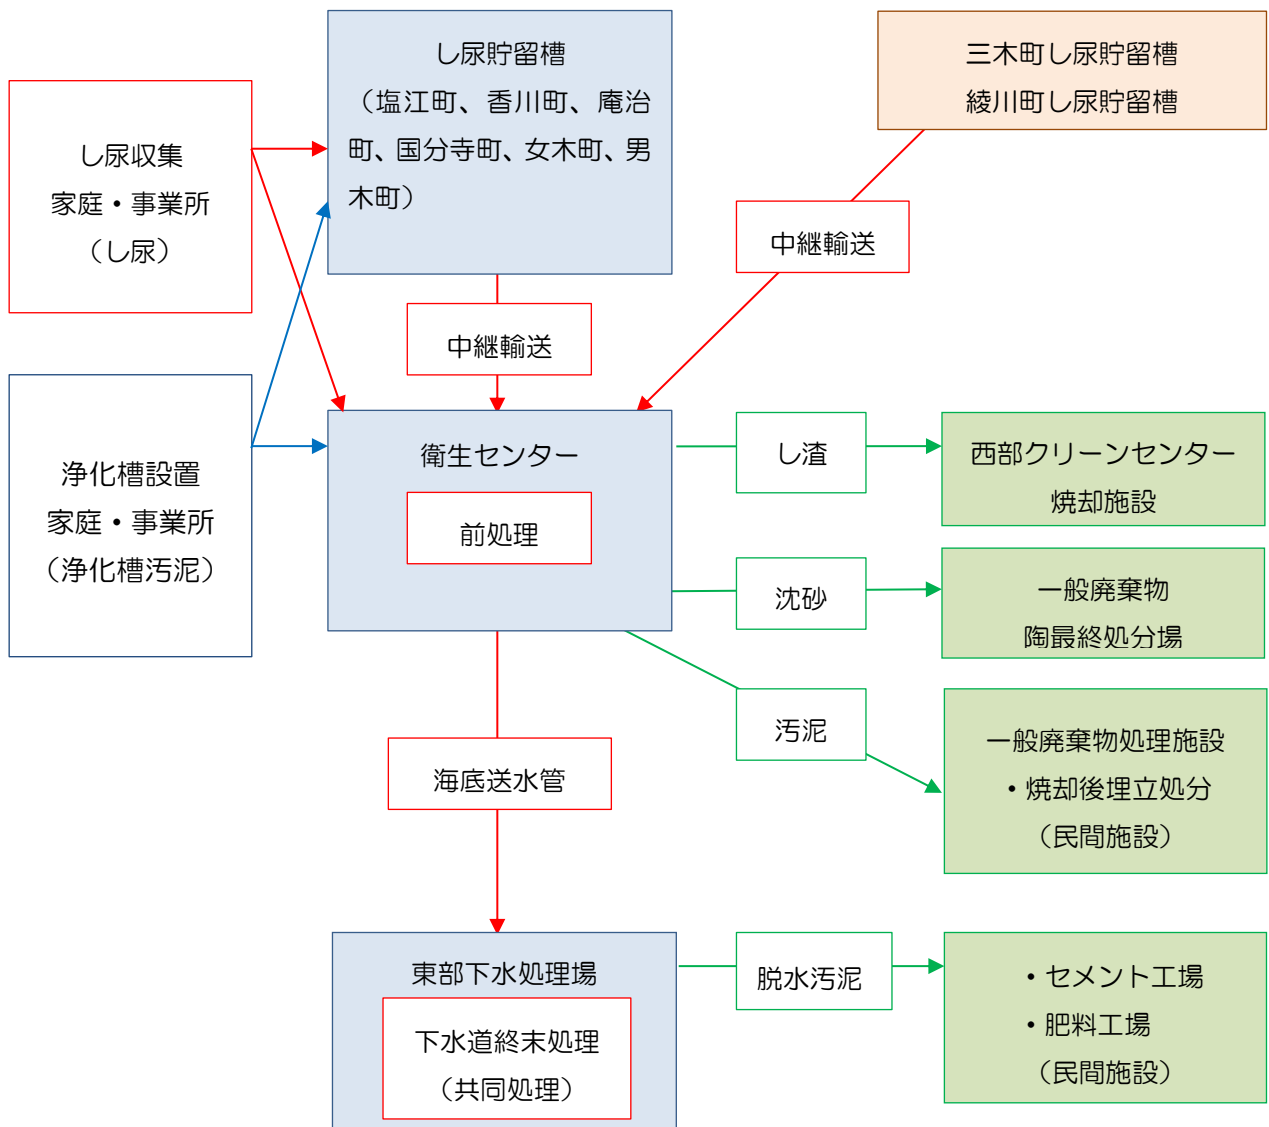 し尿貯留槽
（塩江町、香川町、庵治
町、国分寺町、女木町、男
木町）
三木町し尿貯留槽
綾川町し尿貯留槽
し尿収集
家庭・事業所
（し尿）
中継輸送
中継輸送
浄化槽設置
家庭・事業所
（浄化槽汚泥）
衛生センター
前処理
し渣
西部クリーンセンター
焼却施設
沈砂
一般廃棄物
陶最終処分場
汚泥
一般廃棄物処理施設
・焼却後埋立処分
（民間施設）
海底送水管
東部下水処理場
下水道終末処理
（共同処理）
脱水汚泥
・セメント工場
・肥料工場
（民間施設）